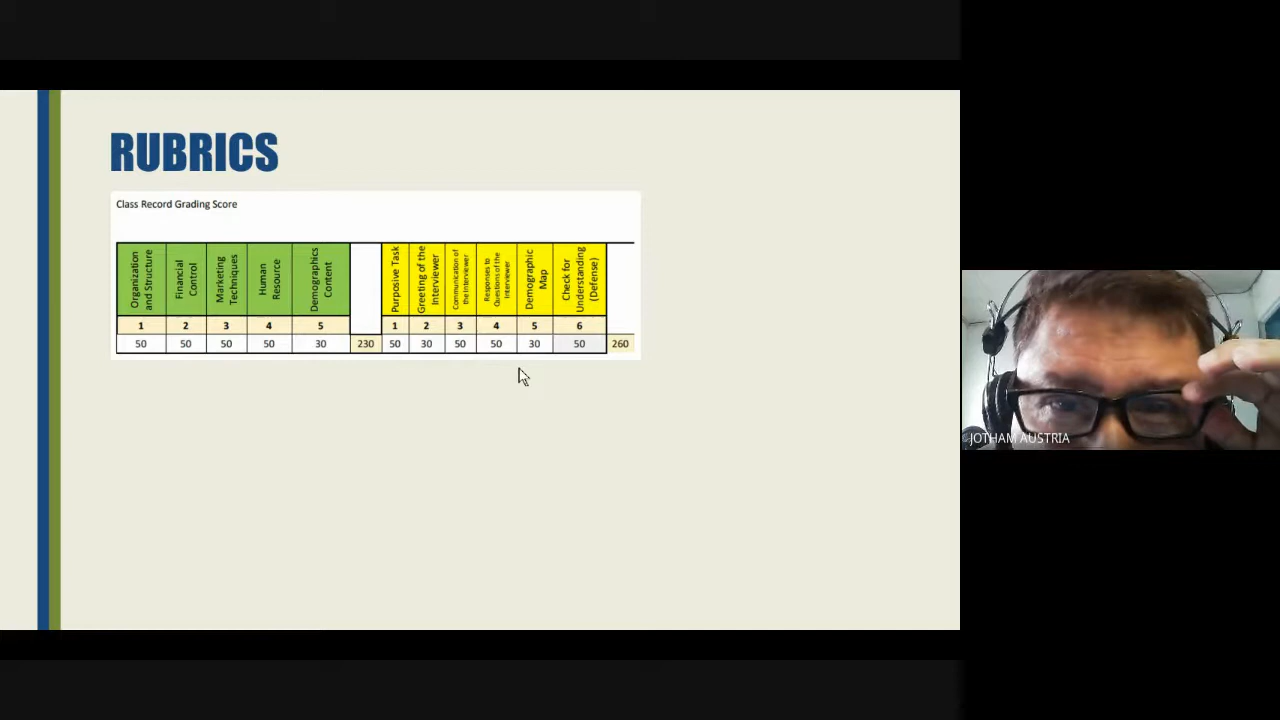 RUBRICS
Class Record Grading Score
Organization
and Structure
Financial
Control
Marketing
Techniques
Human
Resource
Demographics
Content
Purposive Task
Greeting of the
Interviewer
Communication of
the Interviewer
Responses to
Questions of the
Interviewer
Demographic
Map
Check for
Understanding
(Defense)
1 2 3 4 5 1 2 3 4 5 6
50 50 50 50 30 230 50 30 50 50 30 50 260
JOTHAM AUSTRIA